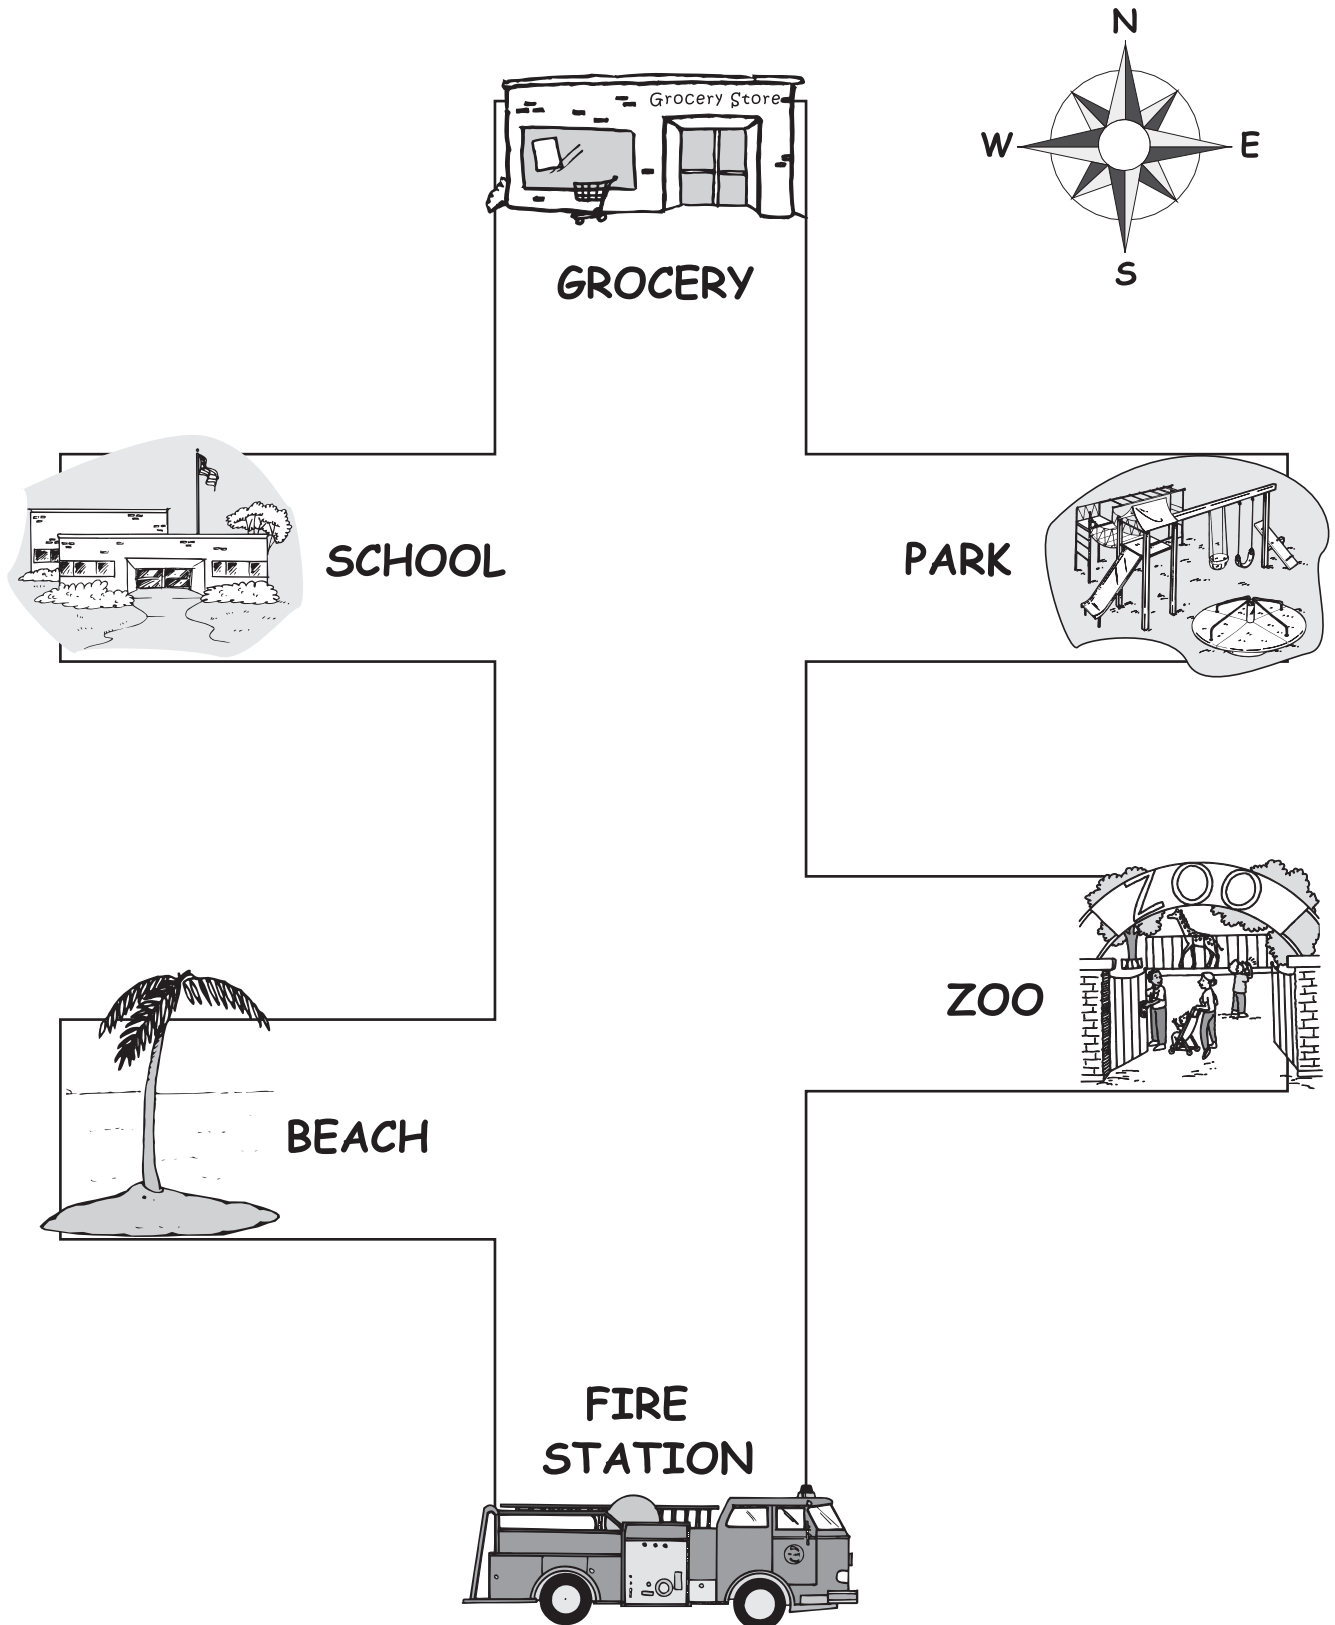 N
W
E
S
Grocery Store
GROCERY
SCHOOL
PARK
ZOO
ZOO
BEACH
FIRE
STATION